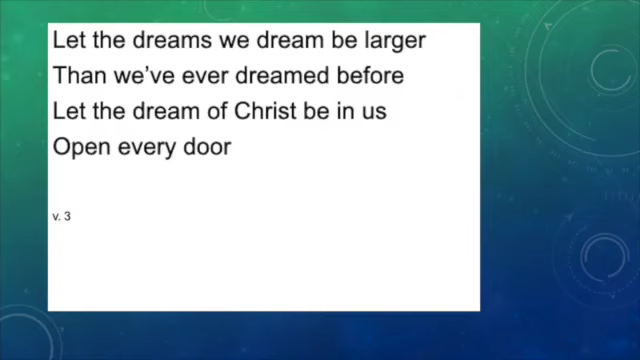 Let the dreams we dream be larger
Than we've ever dreamed before
Let the dream of Christ be in us
Open every door
v. 3